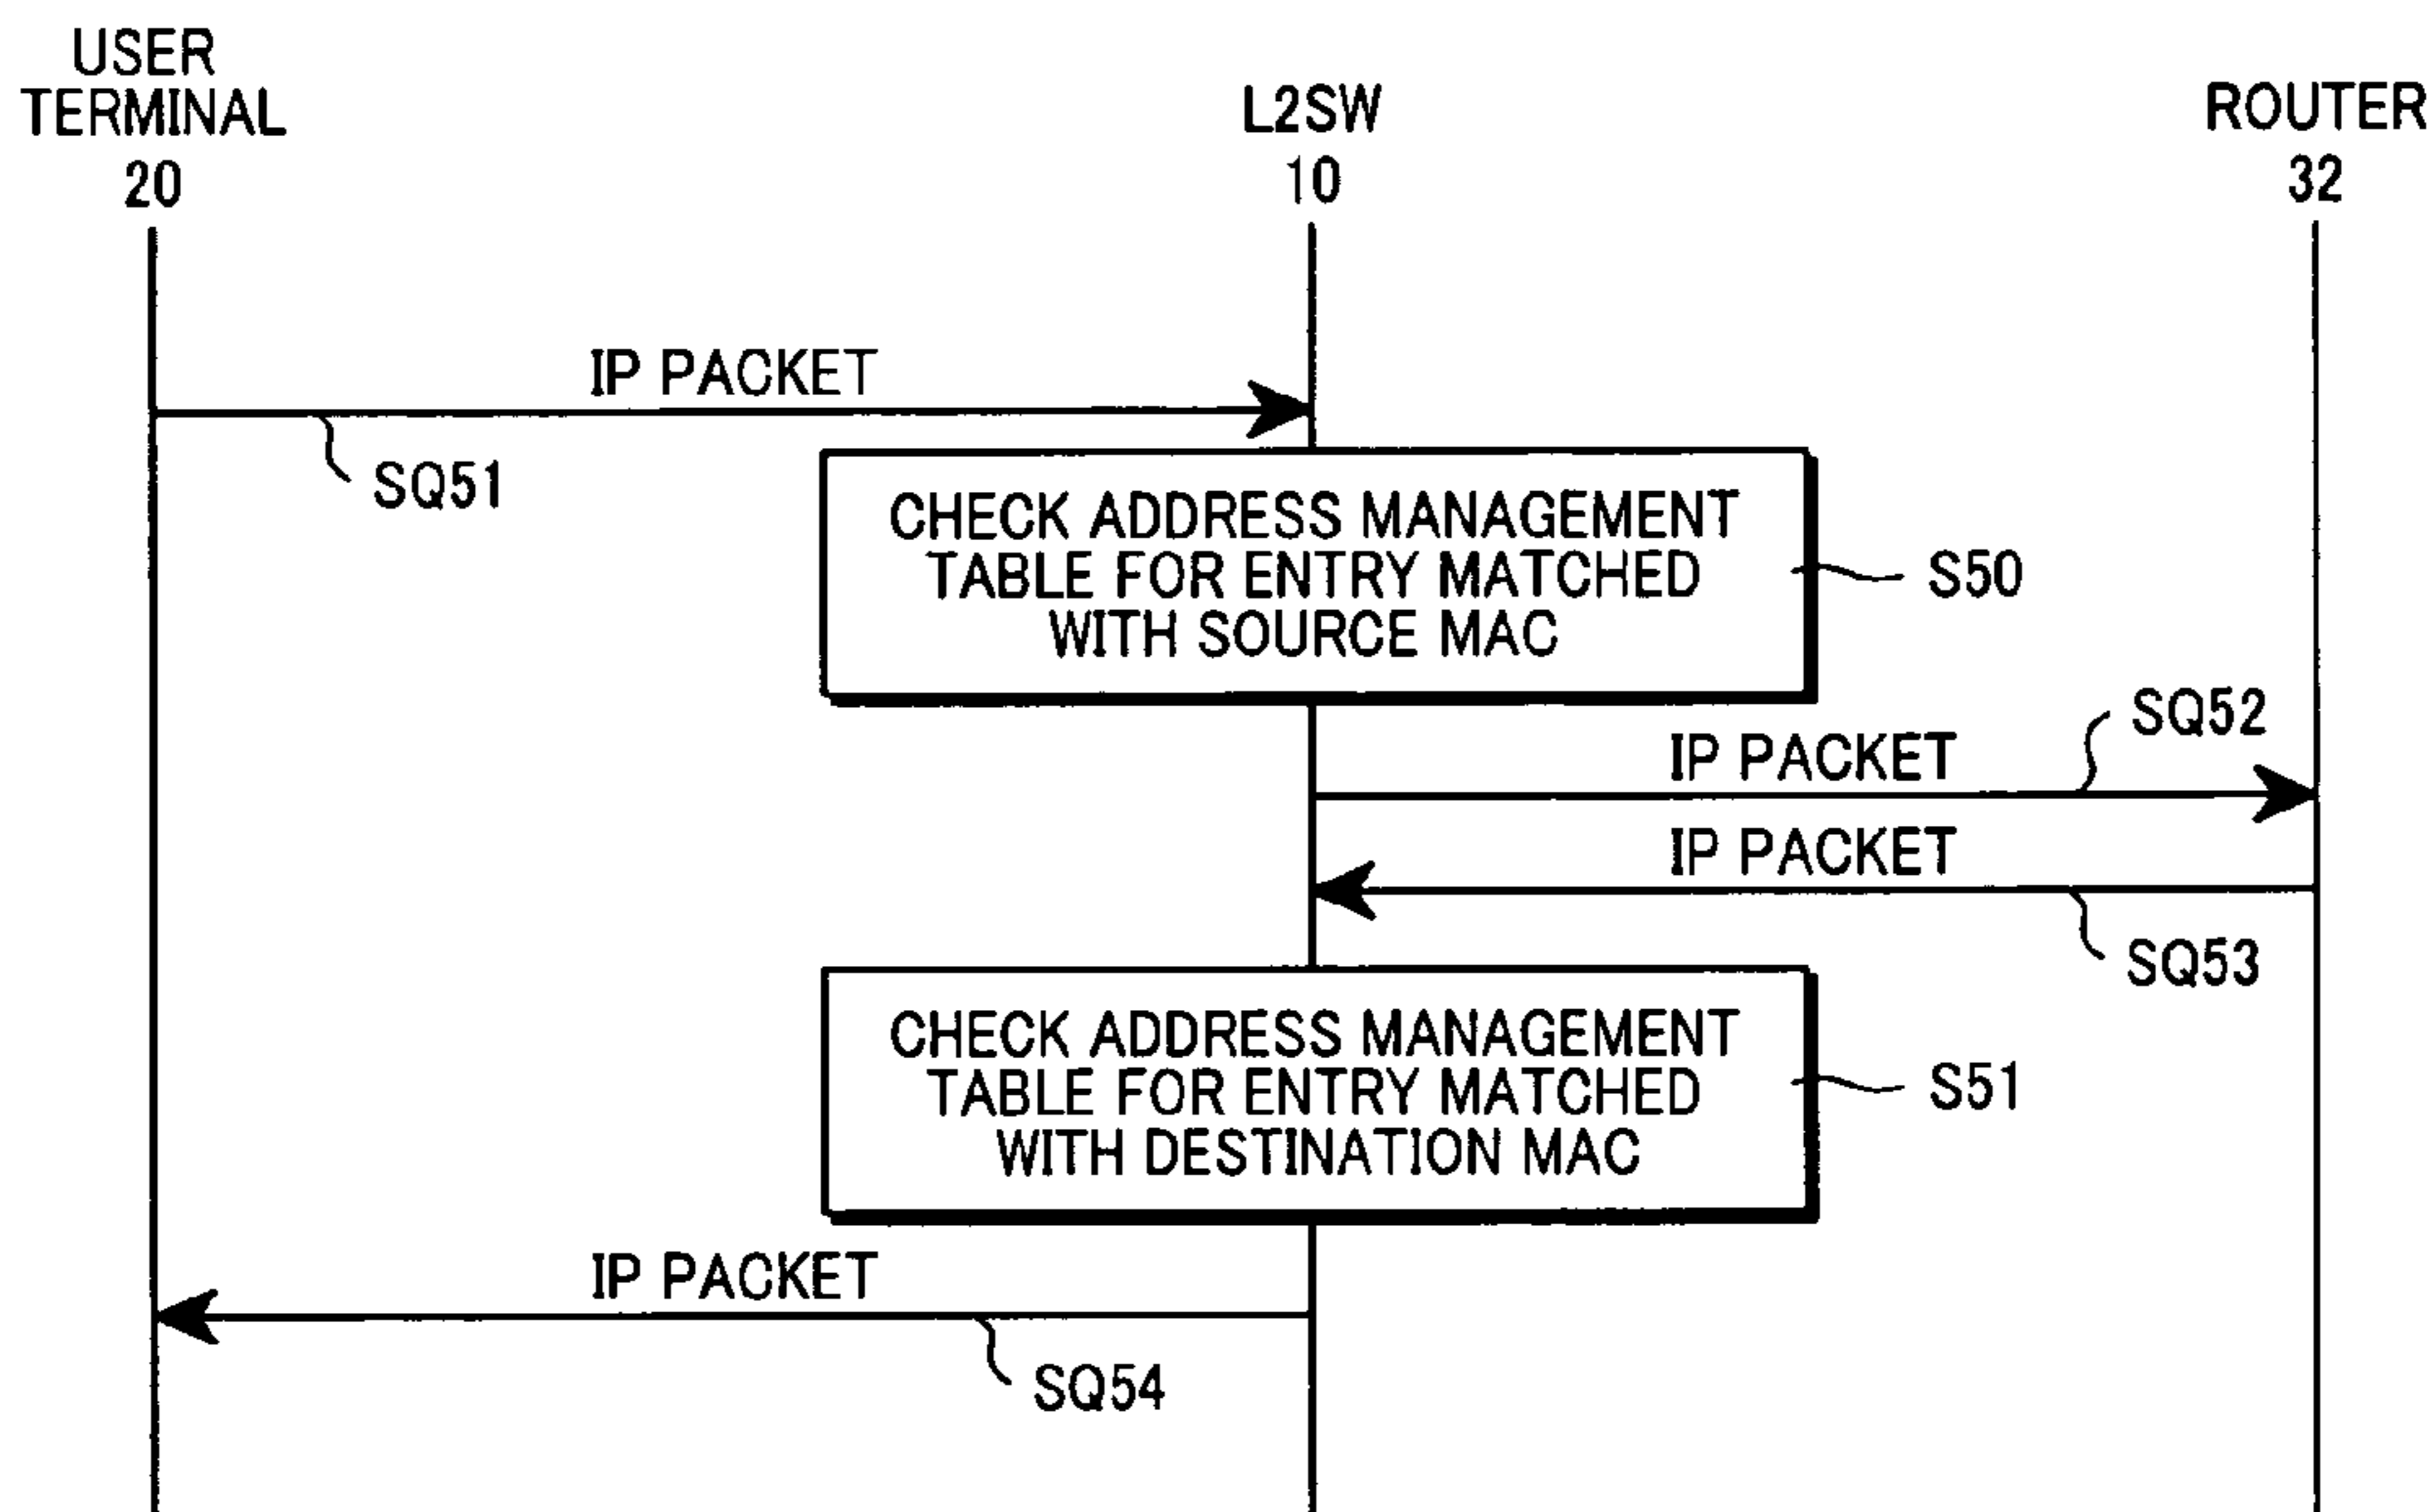 USER
TERMINAL
20
L2SW
10
ROUTER
32
IP PACKET
SQ51
CHECK ADDRESS MANAGEMENT
TABLE FOR ENTRY MATCHED
WITH SOURCE MAC
S50
SQ52
IP PACKET
IP PACKET
SQ53
CHECK ADDRESS MANAGEMENT
TABLE FOR ENTRY MATCHED
WITH DESTINATION MAC
S51
IP PACKET
SQ54